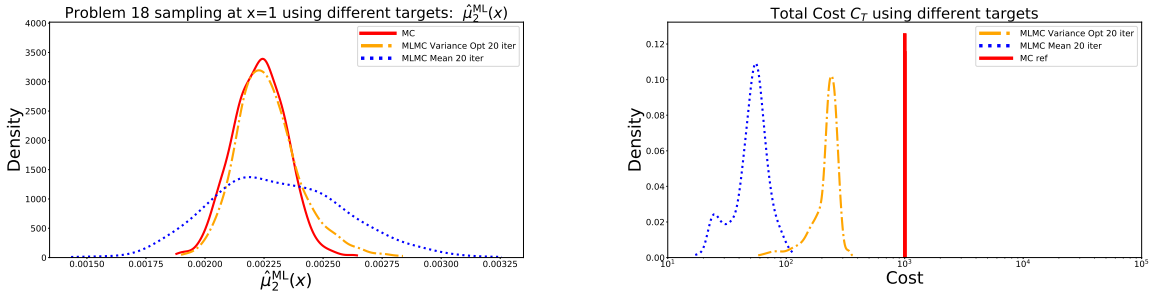 Problem 18 sampling at x=1 using different targets: μ̂₂ᴹᴸ(x)
Density
4000
3500
3000
2500
2000
1500
1000
500
0
MC
MLMC Variance Opt 20 iter
MLMC Mean 20 iter
0.00150 0.00175 0.00200 0.00225 0.00250 0.00275 0.00300 0.00325
μ̂₂ᴹᴸ(x)
Total Cost C_T using different targets
Density
0.12
0.10
0.08
0.06
0.04
0.02
0.00
MLMC Variance Opt 20 iter
MLMC Mean 20 iter
MC ref
10¹ 10² 10³ 10⁴ 10⁵
Cost